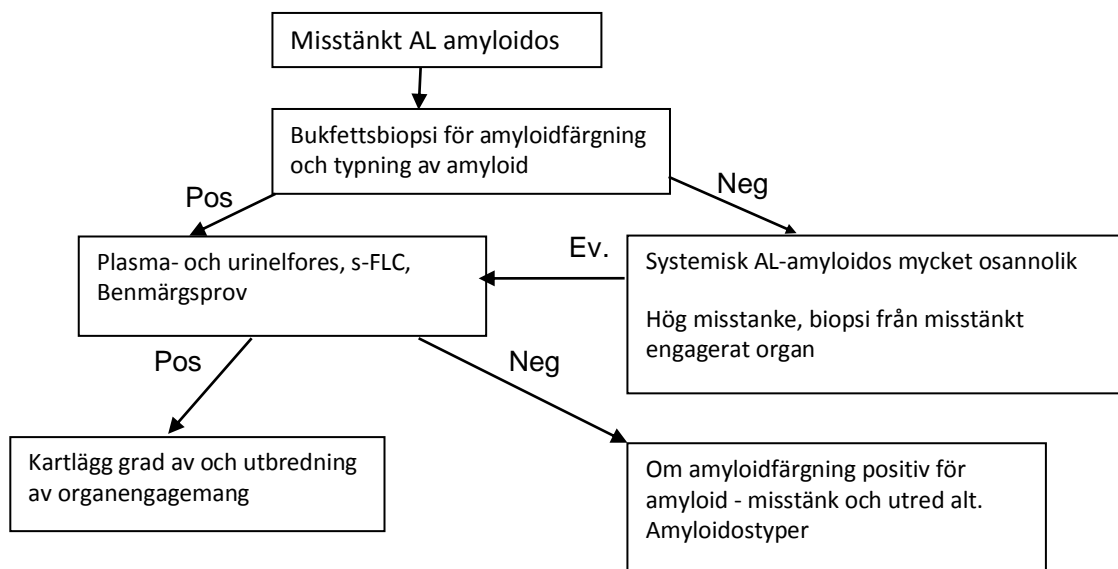 Misstänkt AL amyloidos
Bukfettsbiopsi för amyloidfärgning
och typning av amyloid
Pos
Neg
Plasma- och urinelfores, s-FLC,
Benmärgsprov
Ev.
Systemisk AL-amyloidos mycket osannolik
Hög misstanke, biopsi från misstänkt
engagerat organ
Pos
Neg
Kartlägg grad av och utbredning
av organengagemang
Om amyloidfärgning positiv för
amyloid - misstänk och utred alt.
Amyloidostyper